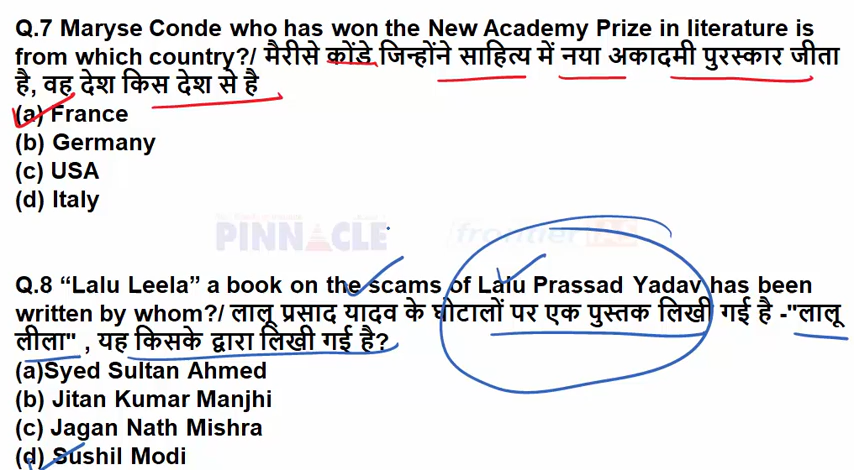 Q.7 Maryse Conde who has won the New Academy Prize in literature is
from which country?/ मैरीसे कोंडे जिन्होंने साहित्य में नया अकादमी पुरस्कार जीता
है, वह देश किस देश से है
(a) France
(b) Germany
(c) USA
(d) Italy
PINNACLE
frontier
Q.8 “Lalu Leela” a book on the scams of Lalu Prassad Yadav has been
written by whom?/ लालू प्रसाद यादव के घोटालों पर एक पुस्तक लिखी गई है -"लालू
लीला" , यह किसके द्वारा लिखी गई है?
(a)Syed Sultan Ahmed
(b) Jitan Kumar Manjhi
(c) Jagan Nath Mishra
(d) Sushil Modi